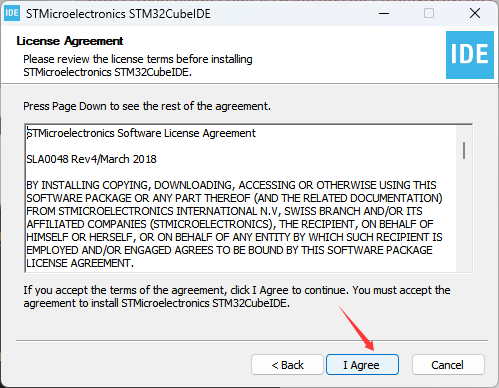 IDE STMicroelectronics STM32CubeIDE
License Agreement
Please review the license terms before installing
STMicroelectronics STM32CubeIDE.
IDE
Press Page Down to see the rest of the agreement.
STMicroelectronics Software License Agreement
SLA0048 Rev4/March 2018
BY INSTALLING COPYING, DOWNLOADING, ACCESSING OR OTHERWISE USING THIS
SOFTWARE PACKAGE OR ANY PART THEREOF (AND THE RELATED DOCUMENTATION)
FROM STMICROELECTRONICS INTERNATIONAL N.V, SWISS BRANCH AND/OR ITS
AFFILIATED COMPANIES (STMICROELECTRONICS), THE RECIPIENT, ON BEHALF OF
HIMSELF OR HERSELF, OR ON BEHALF OF ANY ENTITY BY WHICH SUCH RECIPIENT IS
EMPLOYED AND/OR ENGAGED AGREES TO BE BOUND BY THIS SOFTWARE PACKAGE
LICENSE AGREEMENT.
If you accept the terms of the agreement, click I Agree to continue. You must accept the
agreement to install STMicroelectronics STM32CubeIDE.
< Back I Agree Cancel